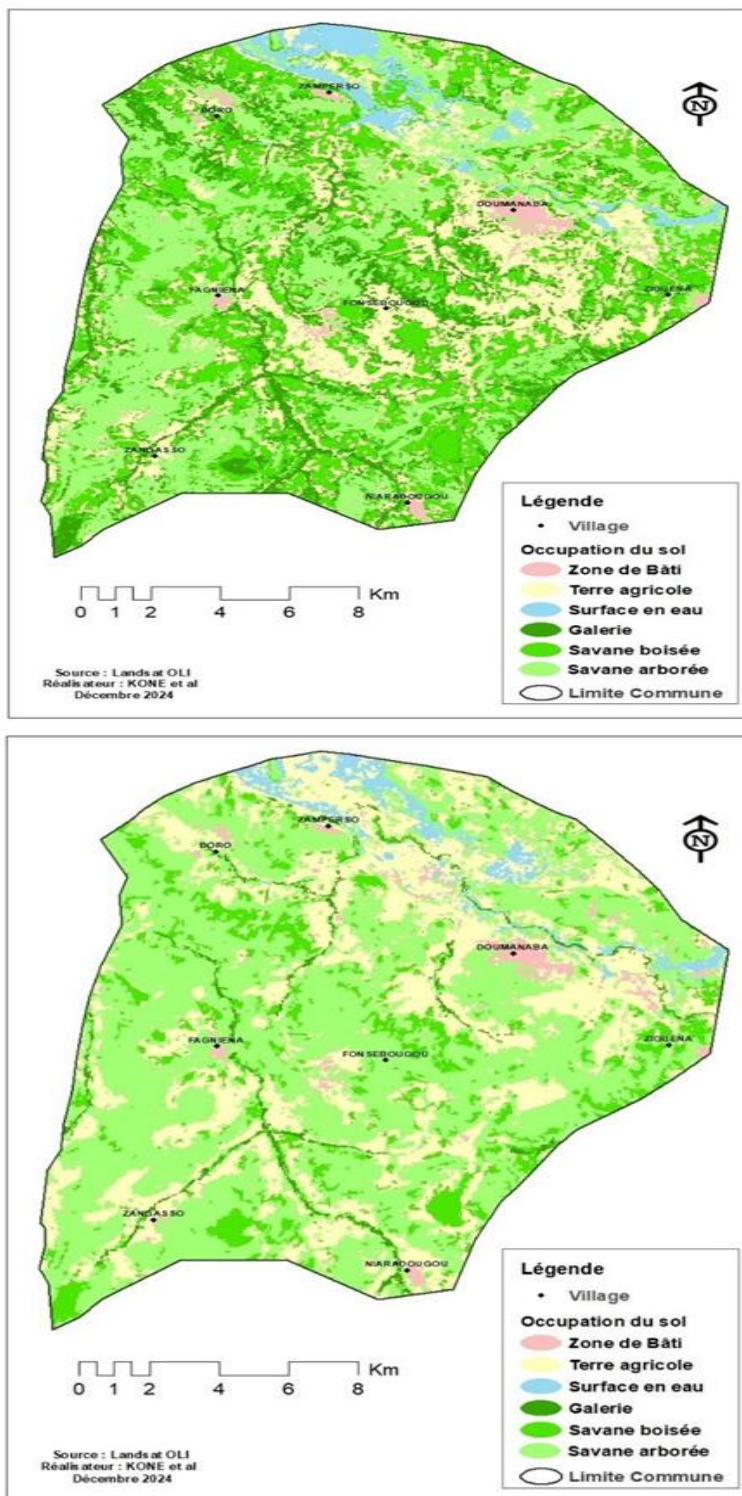 ZAMPERSO
BORO
N
DOUMANABA
FAGNIENA
FONSEBOUGOU
ZIGUENA
ZANGASSO
NIARADOUGOU
Légende
Village
Occupation du sol
Zone de Bâti
Terre agricole
Surface en eau
Galerie
Savane boisée
Savane arborée
Limite Commune
Km
0 1 2 4 6 8
Source : Landsat OLI
Réalisateur : KONE et al
Décembre 2024
ZAMPERSO
BORO
N
DOUMANABA
FAGNIENA
FONSEBOUGOU
ZIGUENA
ZANGASSO
NIARADOUGOU
Légende
Village
Occupation du sol
Zone de Bâti
Terre agricole
Surface en eau
Galerie
Savane boisée
Savane arborée
Limite Commune
Km
0 1 2 4 6 8
Source : Landsat OLI
Réalisateur : KONE et al
Décembre 2024